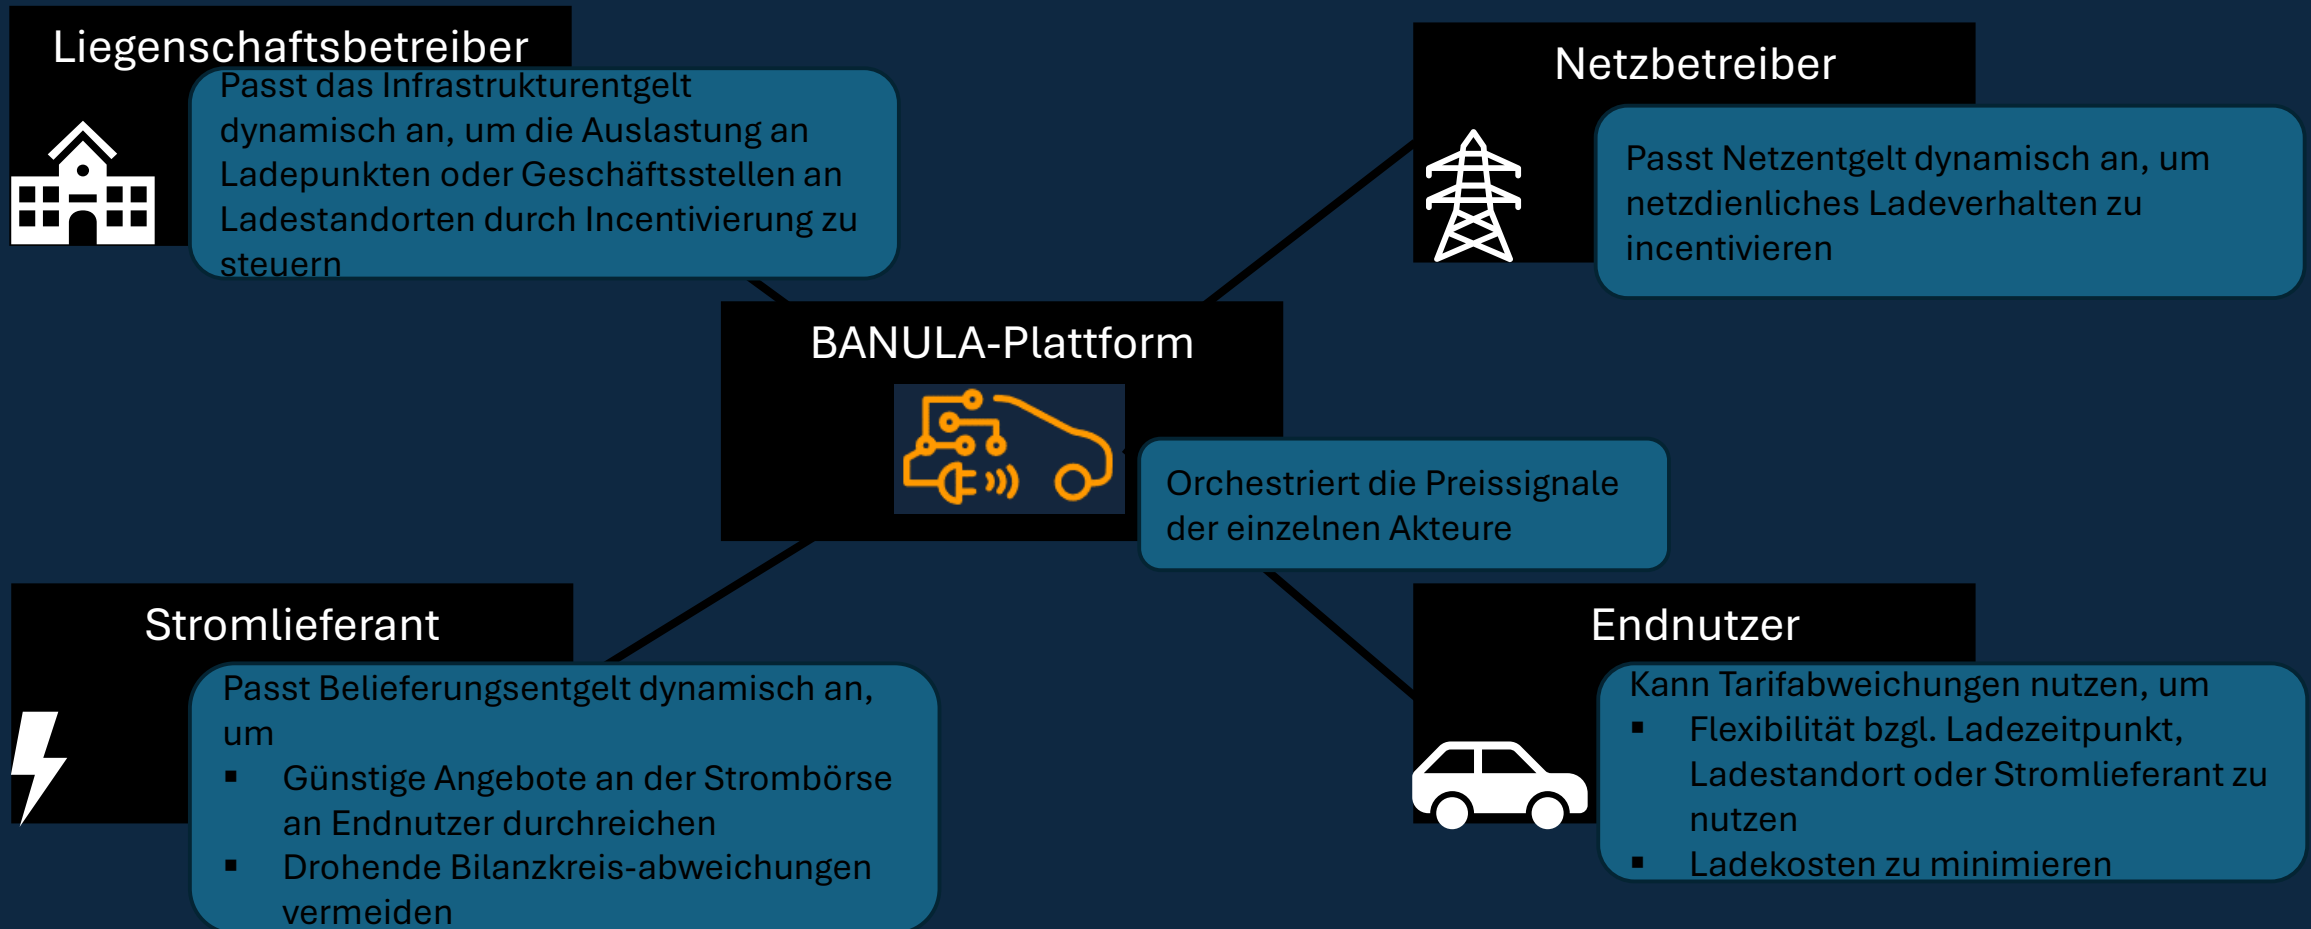 Liegenschaftsbetreiber
Passt das Infrastrukturentgelt
dynamisch an, um die Auslastung an
Ladepunkten oder Geschäftsstellen an
Ladestandorten durch Incentivierung zu
steuern
Netzbetreiber
Passt Netzentgelt dynamisch an, um
netzdienliches Ladeverhalten zu
incentivieren
BANULA-Plattform
Orchestriert die Preissignale
der einzelnen Akteure
Stromlieferant
Passt Belieferungsentgelt dynamisch an,
um
▪ Günstige Angebote an der Strombörse
an Endnutzer durchreichen
▪ Drohende Bilanzkreis-abweichungen
vermeiden
Endnutzer
Kann Tarifabweichungen nutzen, um
▪ Flexibilität bzgl. Ladezeitpunkt,
Ladestandort oder Stromlieferant zu
nutzen
▪ Ladekosten zu minimieren